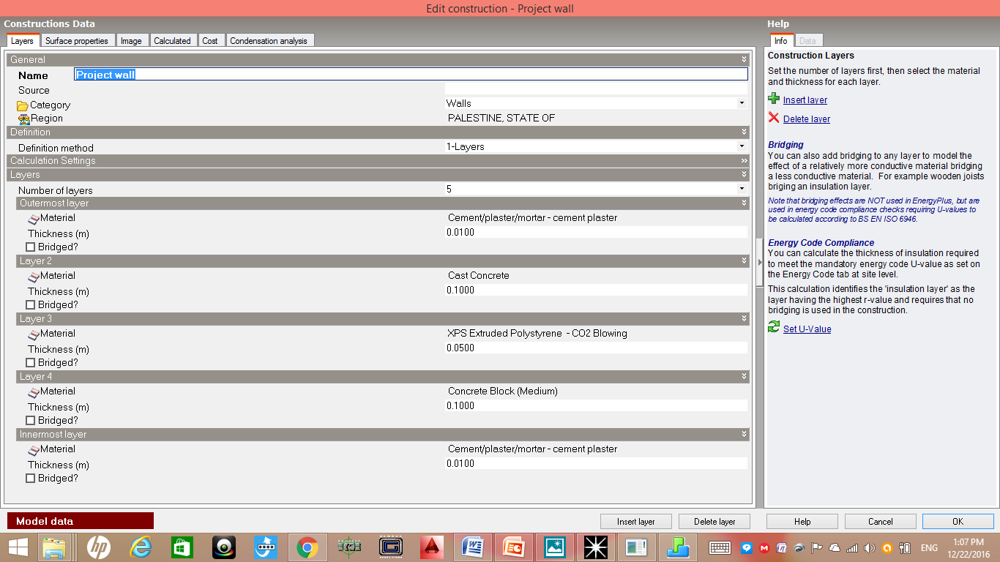 Edit construction - Project wall
Constructions Data
Layers Surface properties Image Calculated Cost Condensation analysis
General
Name Project wall
Source
Category Walls
Region PALESTINE, STATE OF
Definition
Definition method 1-Layers
Calculation Settings
Layers
Number of layers 5
Outermost layer
Material Cement/plaster/mortar - cement plaster
Thickness (m) 0.0100
Bridged?
Layer 2
Material Cast Concrete
Thickness (m) 0.1000
Bridged?
Layer 3
Material XPS Extruded Polystyrene - CO2 Blowing
Thickness (m) 0.0500
Bridged?
Layer 4
Material Concrete Block (Medium)
Thickness (m) 0.1000
Bridged?
Innermost layer
Material Cement/plaster/mortar - cement plaster
Thickness (m) 0.0100
Bridged?
Help
Info Data
Construction Layers
Set the number of layers first, then select the material
and thickness for each layer.
Insert layer
Delete layer
Bridging
You can also add bridging to any layer to model the
effect of a relatively more conductive material bridging
a less conductive material. For example wooden joists
briging an insulation layer.
Note that bridging effects are NOT used in EnergyPlus, but are
used in energy code compliance checks requiring U-values to
be calculated according to BS EN ISO 6946.
Energy Code Compliance
You can calculate the thickness of insulation required
to meet the mandatory energy code U-value as set on
the Energy Code tab at site level.
This calculation identifies the 'insulation layer' as the
layer having the highest r-value and requires that no
bridging is used in the construction.
Set U-Value
Model data
Insert layer Delete layer Help Cancel OK
ENG
1:07 PM
12/22/2016